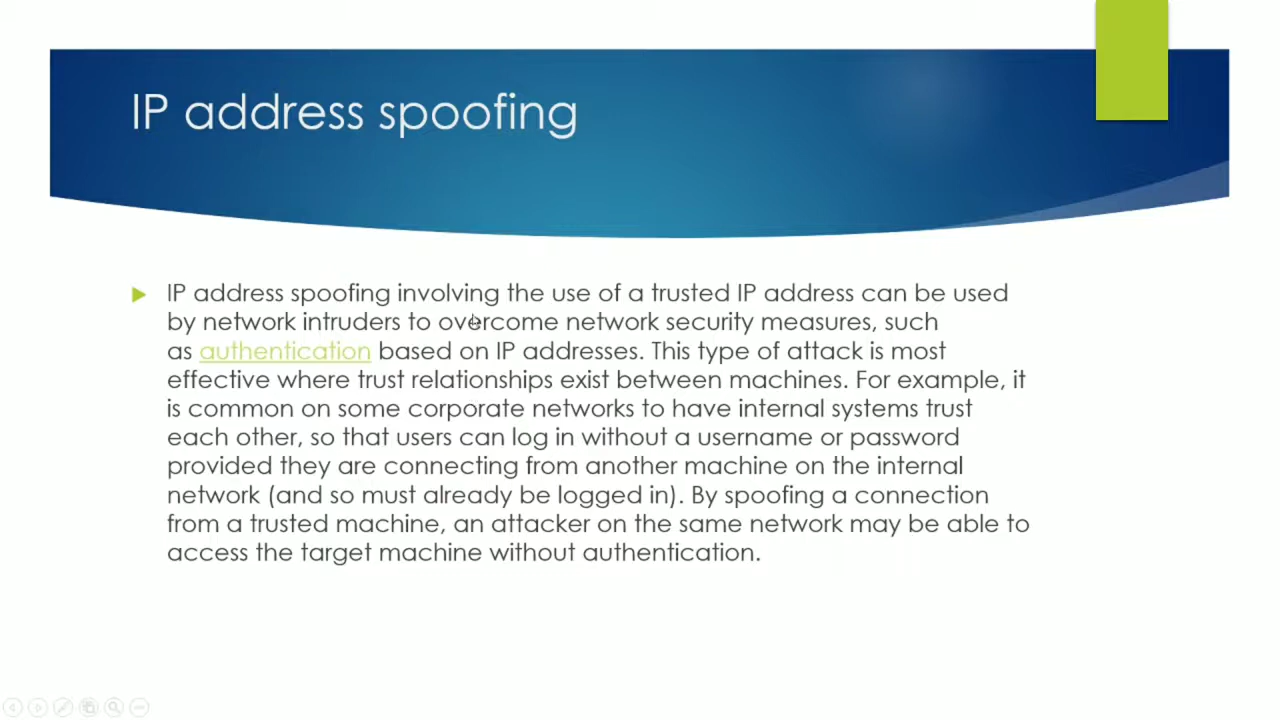 IP address spoofing
IP address spoofing involving the use of a trusted IP address can be used
by network intruders to overcome network security measures, such
as authentication based on IP addresses. This type of attack is most
effective where trust relationships exist between machines. For example, it
is common on some corporate networks to have internal systems trust
each other, so that users can log in without a username or password
provided they are connecting from another machine on the internal
network (and so must already be logged in). By spoofing a connection
from a trusted machine, an attacker on the same network may be able to
access the target machine without authentication.